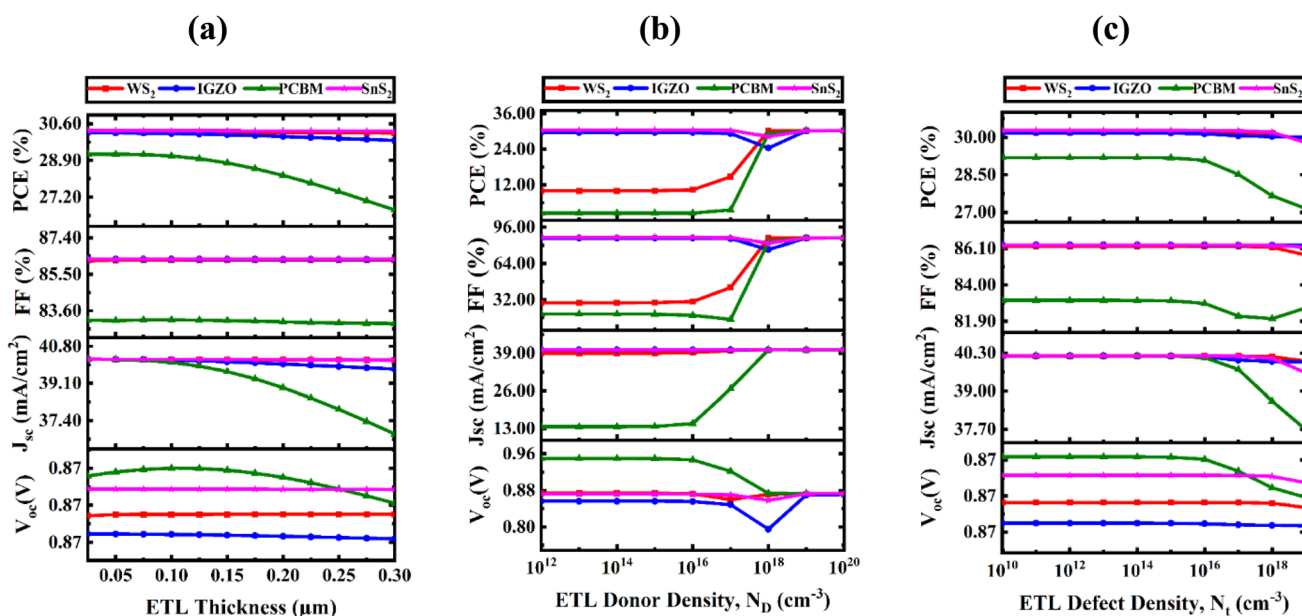 (a)
WS2 IGZO PCBM SnS2
PCE (%)
30.60
28.90
27.20
FF (%)
87.40
85.50
83.60
Jsc (mA/cm2)
40.80
39.10
37.40
Voc(V)
0.87
0.87
0.87
0.05 0.10 0.15 0.20 0.25 0.30
ETL Thickness (μm)
(b)
WS2 IGZO PCBM SnS2
PCE (%)
36.00
24.00
12.00
FF (%)
96.00
64.00
32.00
Jsc (mA/cm2)
39.00
26.00
13.00
Voc(V)
0.96
0.88
0.80
10^12 10^14 10^16 10^18 10^20
ETL Donor Density, ND (cm-3)
(c)
WS2 IGZO PCBM SnS2
PCE (%)
30.00
28.50
27.00
FF (%)
86.10
84.00
81.90
Jsc (mA/cm2)
40.30
39.00
37.70
Voc(V)
0.87
0.87
0.87
10^10 10^12 10^14 10^16 10^18
ETL Defect Density, Nt (cm-3)